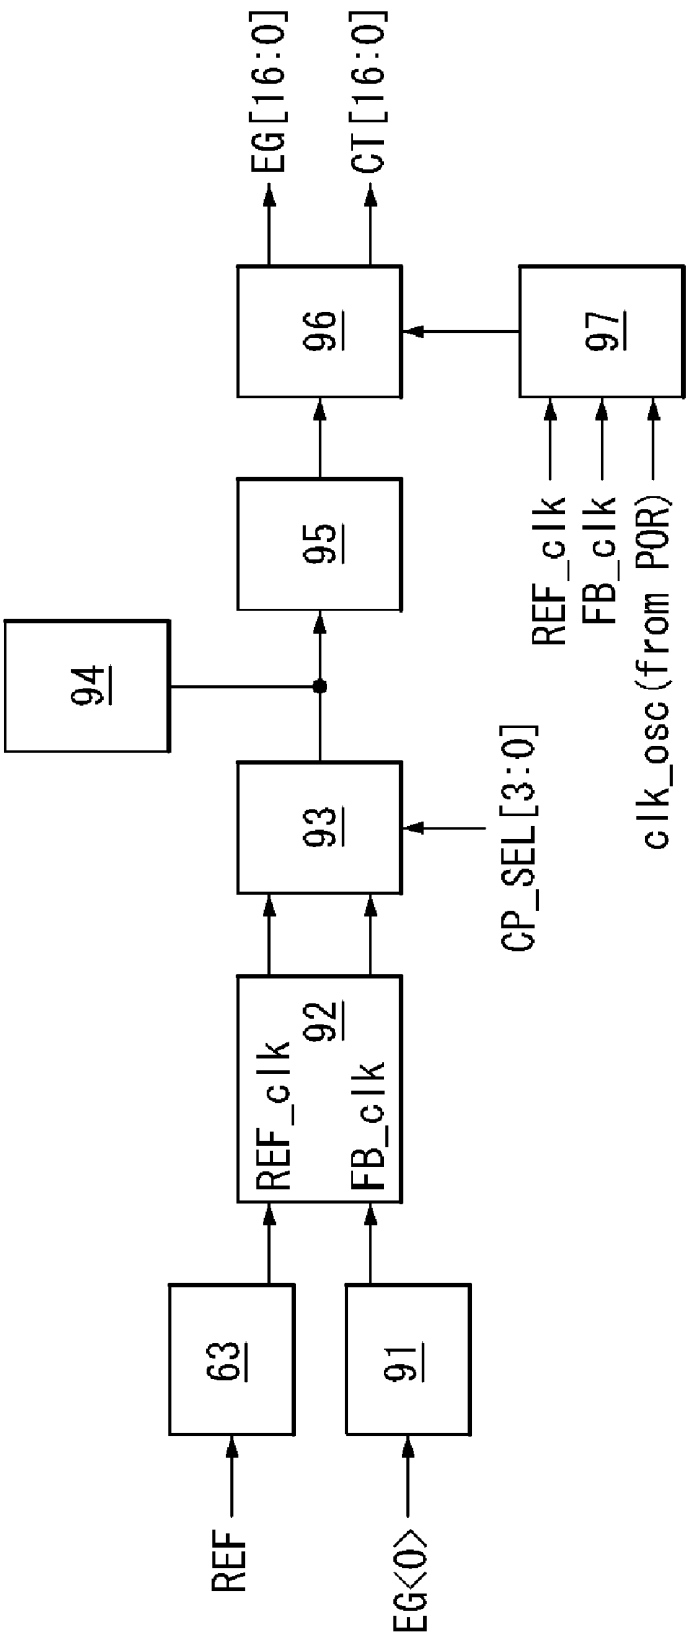 REF
EG<0>
63
91
REF_clk
FB_clk
92
93
CP_SEL[3:0]
94
95
96
EG[16:0]
CT[16:0]
97
REF_clk
FB_clk
clk_osc(from POR)